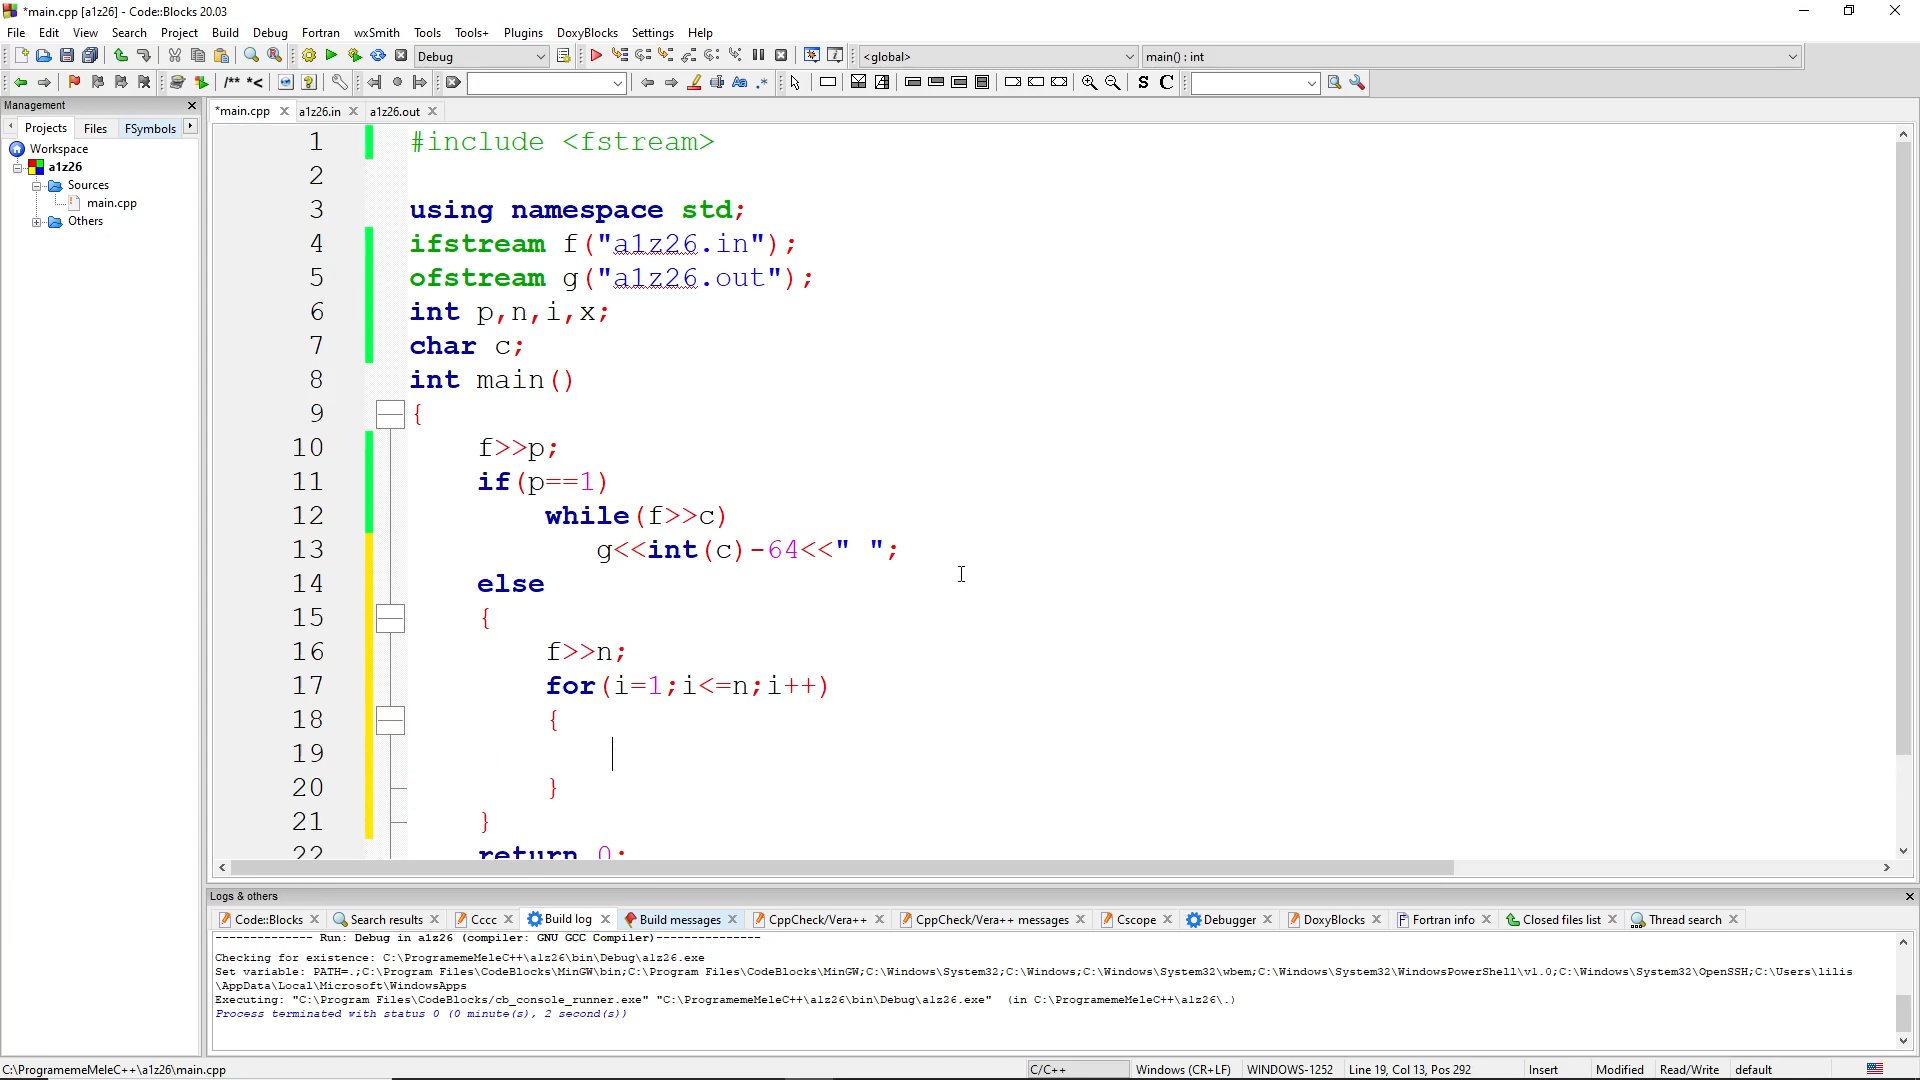 *main.cpp [a1z26] - Code::Blocks 20.03
File Edit View Search Project Build Debug Fortran wxSmith Tools Tools+ Plugins DoxyBlocks Settings Help
Debug <global> main() : int
/** *< Aa .* S C
Management
Projects Files FSymbols
Workspace
a1z26
Sources
main.cpp
Others
*main.cpp a1z26.in a1z26.out
1 #include <fstream>
2
3 using namespace std;
4 ifstream f("a1z26.in");
5 ofstream g("a1z26.out");
6 int p,n,i,x;
7 char c;
8 int main()
9 {
10 f>>p;
11 if(p==1)
12 while(f>>c)
13 g<<int(c)-64<<" ";
14 else
15 {
16 f>>n;
17 for(i=1;i<=n;i++)
18 {
19
20 }
21 }
22 return 0;
Logs & others
Code::Blocks Search results Cccc Build log Build messages CppCheck/Vera++ CppCheck/Vera++ messages Cscope Debugger DoxyBlocks Fortran info Closed files list Thread search
-------------- Run: Debug in a1z26 (compiler: GNU GCC Compiler)---------------
Checking for existence: C:\ProgramemeMeleC++\a1z26\bin\Debug\a1z26.exe
Set variable: PATH=.;C:\Program Files\CodeBlocks\MinGW\bin;C:\Program Files\CodeBlocks\MinGW;C:\Windows\System32;C:\Windows;C:\Windows\System32\wbem;C:\Windows\System32\WindowsPowerShell\v1.0;C:\Windows\System32\OpenSSH;C:\Users\lilis
\AppData\Local\Microsoft\WindowsApps
Executing: "C:\Program Files\CodeBlocks/cb_console_runner.exe" "C:\ProgramemeMeleC++\a1z26\bin\Debug\a1z26.exe" (in C:\ProgramemeMeleC++\a1z26\.)
Process terminated with status 0 (0 minute(s), 2 second(s))
C:\ProgramemeMeleC++\a1z26\main.cpp C/C++ Windows (CR+LF) WINDOWS-1252 Line 19, Col 13, Pos 292 Insert Modified Read/Write default